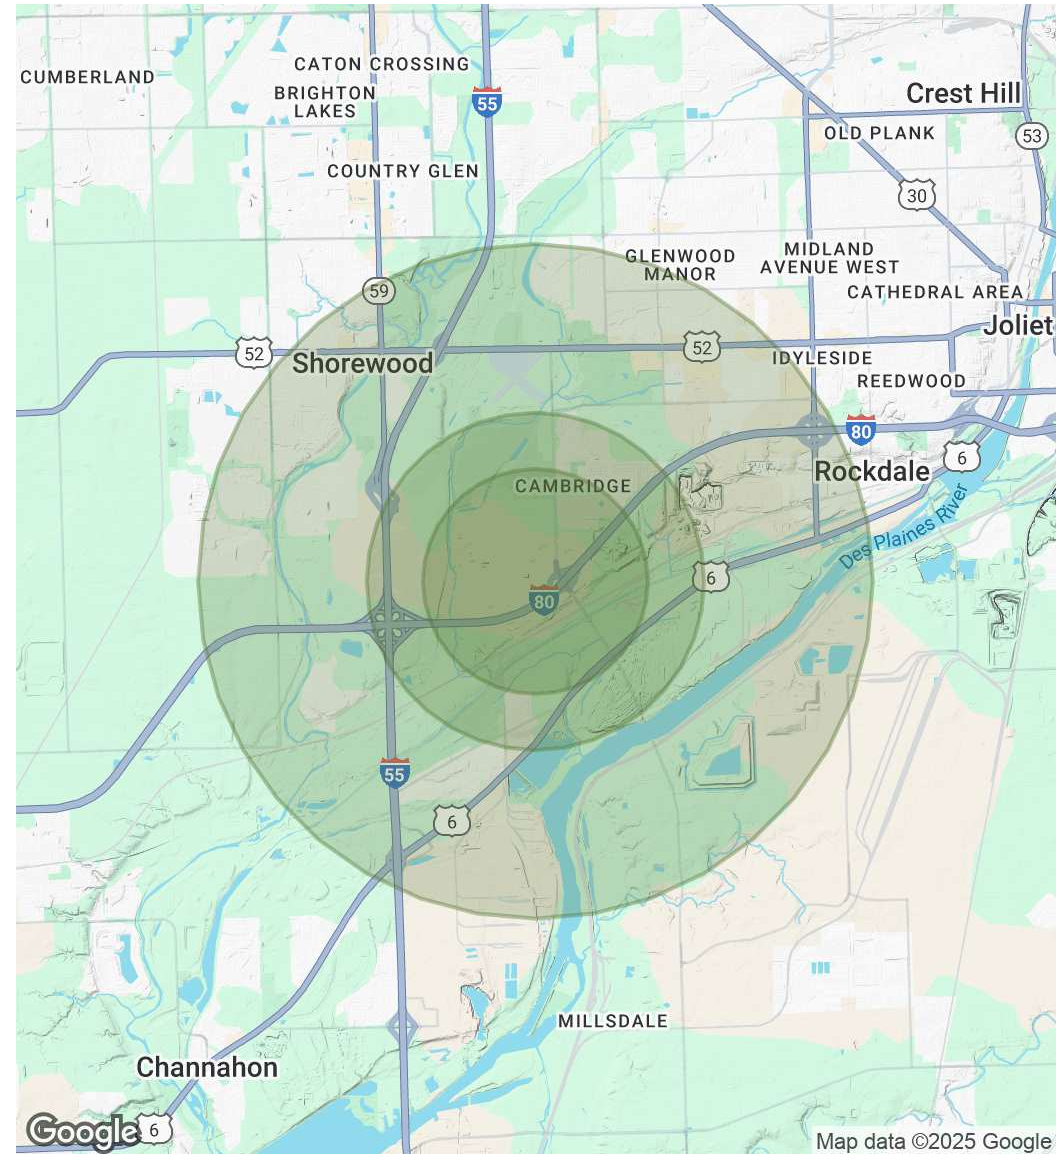 CUMBERLAND
CATON CROSSING
BRIGHTON
LAKES
55
Crest Hill
OLD PLANK
53
COUNTRY GLEN
30
GLENWOOD
MANOR
MIDLAND
AVENUE WEST
59
CATHEDRAL AREA
Joliet
52
Shorewood
52
IDYLESIDE
REEDWOOD
80
6
Rockdale
CAMBRIDGE
Des Plaines River
6
80
55
6
MILLSDALE
Channahon
Google
6
Map data ©2025 Google